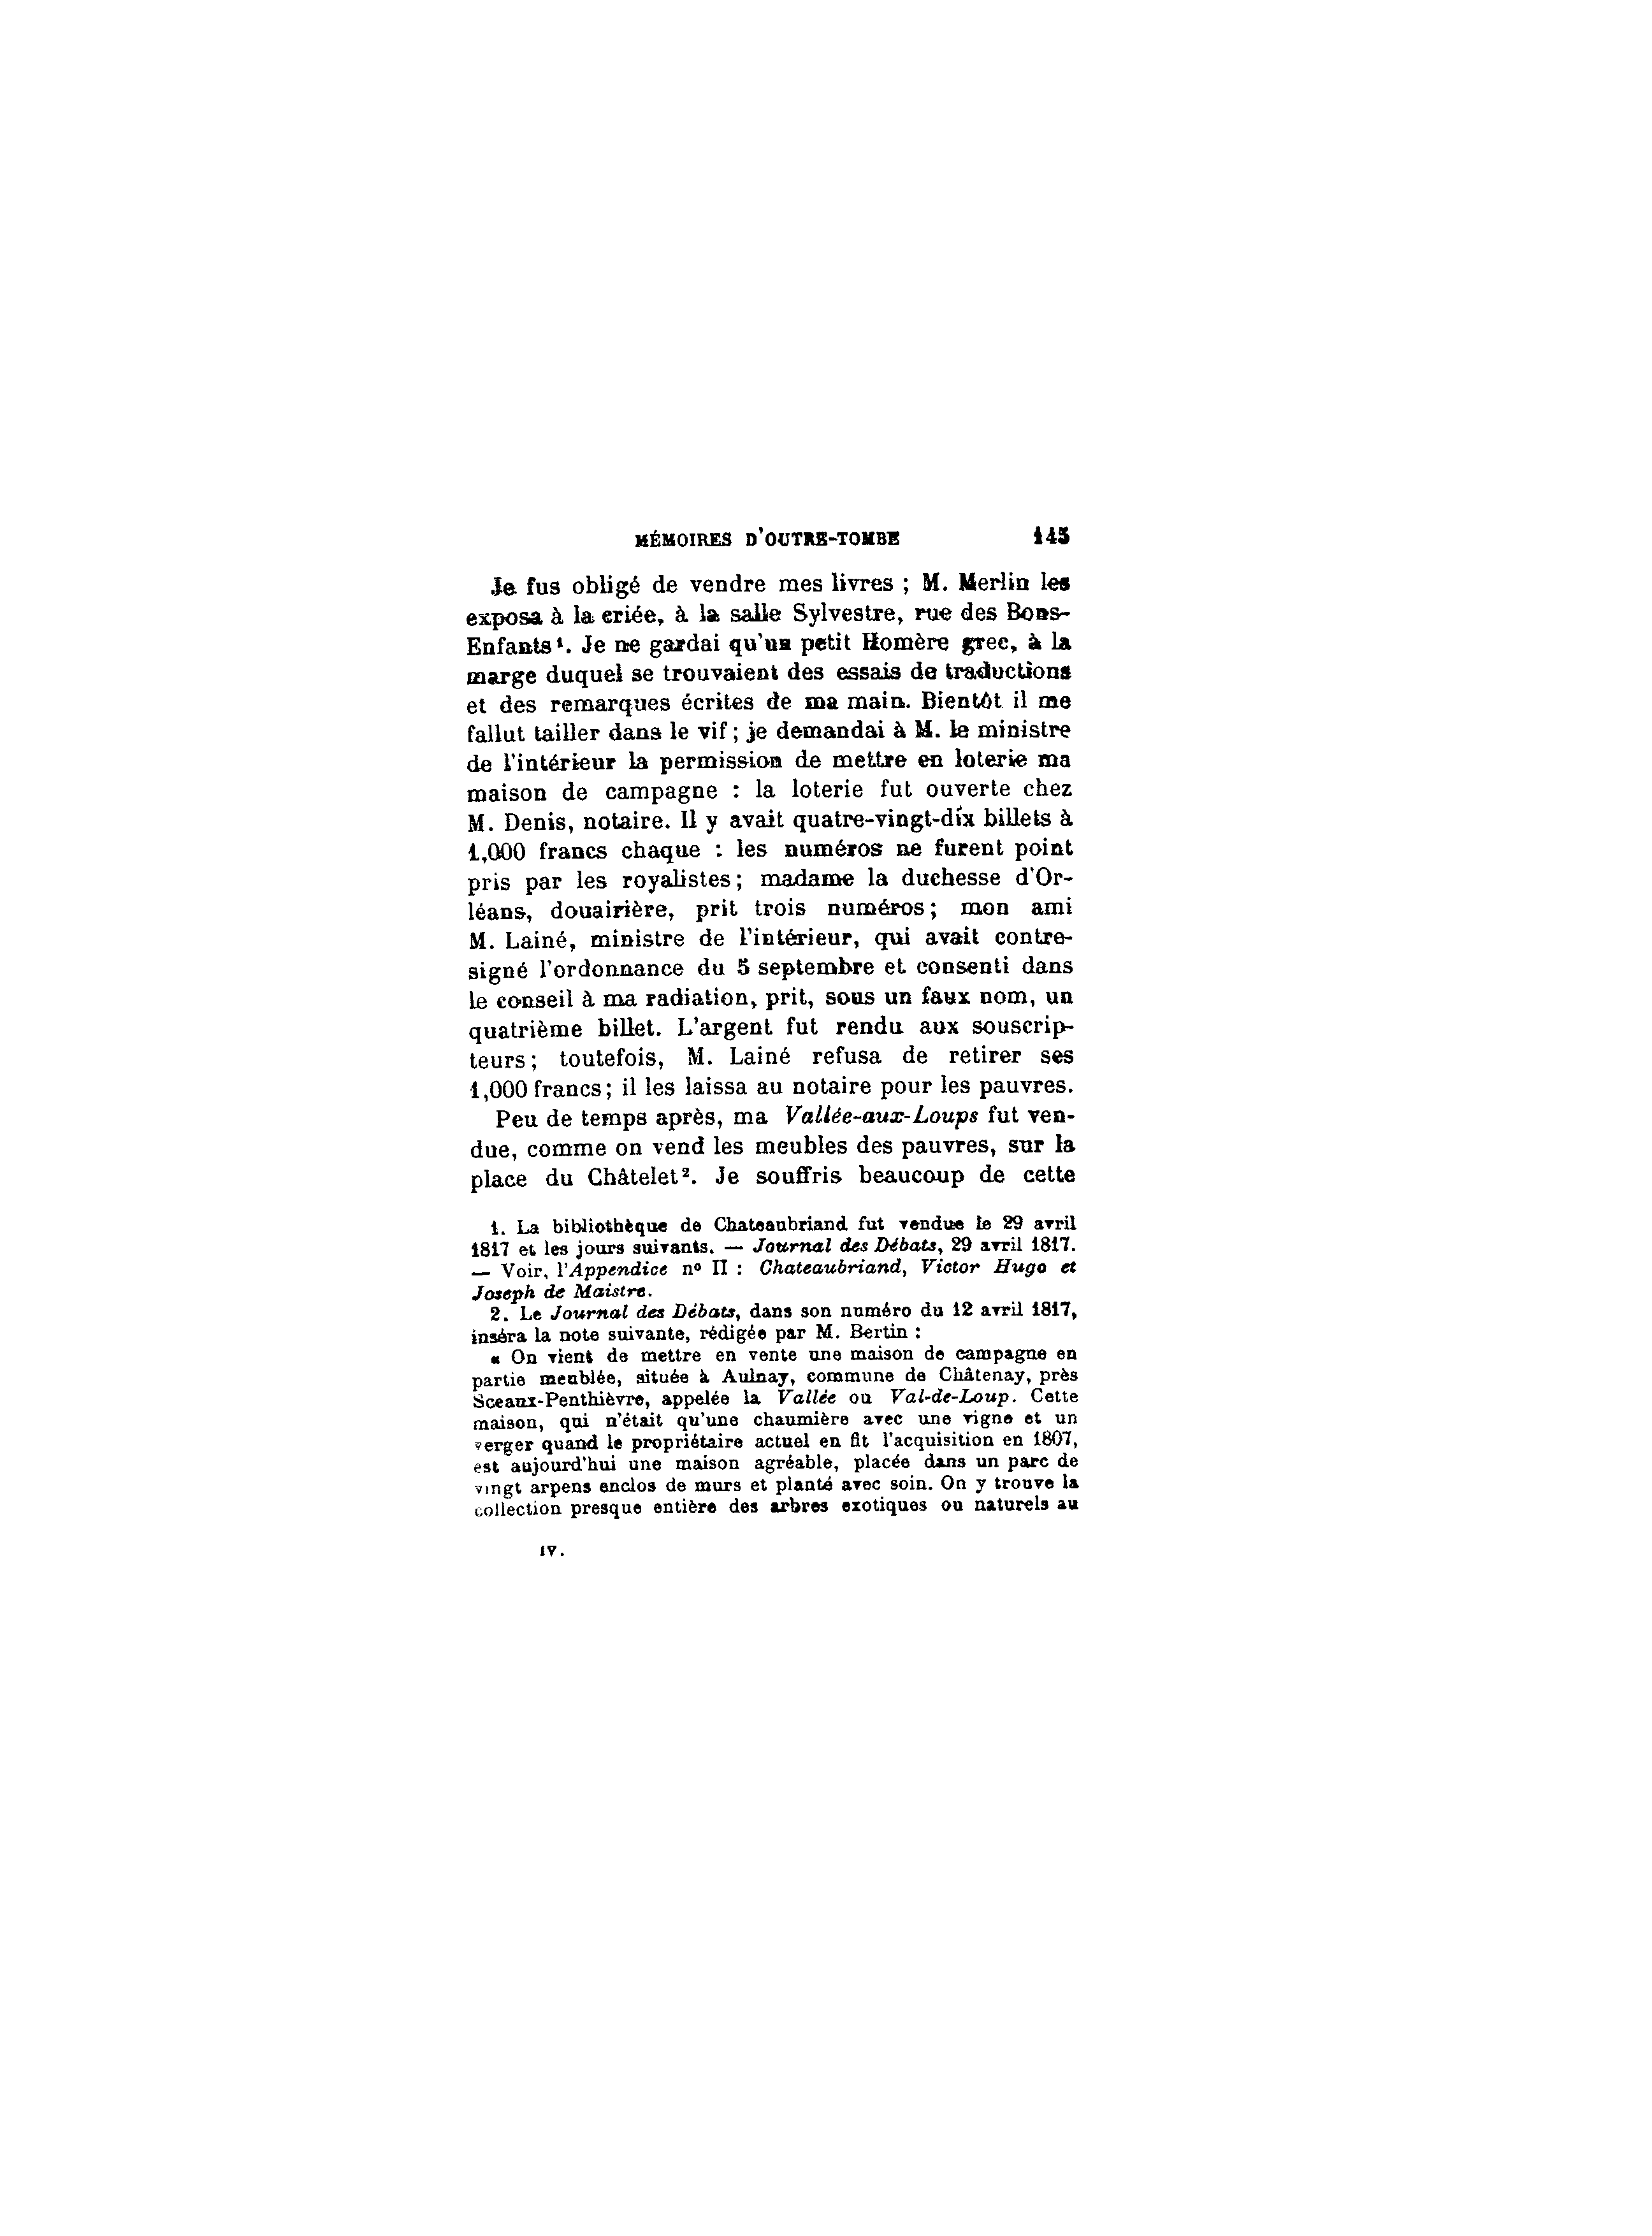 MÉMOIRES D'OUTRE-TOMBE 145
Je fus obligé de vendre mes livres ; M. Merlin les
exposa à la criée, à la salle Sylvestre, rue des Bons-
Enfants¹. Je ne gardai qu'un petit Homère grec, à la
marge duquel se trouvaient des essais de traductions
et des remarques écrites de ma main. Bientôt il me
fallut tailler dans le vif ; je demandai à M. le ministre
de l'intérieur la permission de mettre en loterie ma
maison de campagne : la loterie fut ouverte chez
M. Denis, notaire. Il y avait quatre-vingt-dix billets à
1,000 francs chaque : les numéros ne furent point
pris par les royalistes; madame la duchesse d'Or-
léans, douairière, prit trois numéros; mon ami
M. Lainé, ministre de l'intérieur, qui avait contre-
signé l'ordonnance du 5 septembre et consenti dans
le conseil à ma radiation, prit, sous un faux nom, un
quatrième billet. L'argent fut rendu aux souscrip-
teurs; toutefois, M. Lainé refusa de retirer ses
1,000 francs; il les laissa au notaire pour les pauvres.
Peu de temps après, ma Vallée-aux-Loups fut ven-
due, comme on vend les meubles des pauvres, sur la
place du Châtelet². Je souffris beaucoup de cette
1. La bibliothèque de Chateaubriand fut vendue le 29 avril
1817 et les jours suivants. — Journal des Débats, 29 avril 1817.
— Voir, l'Appendice nº II : Chateaubriand, Victor Hugo et
Joseph de Maistre.
2. Le Journal des Débats, dans son numéro du 12 avril 1817,
inséra la note suivante, rédigée par M. Bertin :
« On vient de mettre en vente une maison de campagne en
partie meublée, située à Aulnay, commune de Châtenay, près
Sceaux-Penthièvre, appelée la Vallée ou Val-de-Loup. Cette
maison, qui n'était qu'une chaumière avec une vigne et un
verger quand le propriétaire actuel en fit l'acquisition en 1807,
est aujourd'hui une maison agréable, placée dans un parc de
vingt arpens enclos de murs et planté avec soin. On y trouve la
collection presque entière des arbres exotiques ou naturels au
IV.